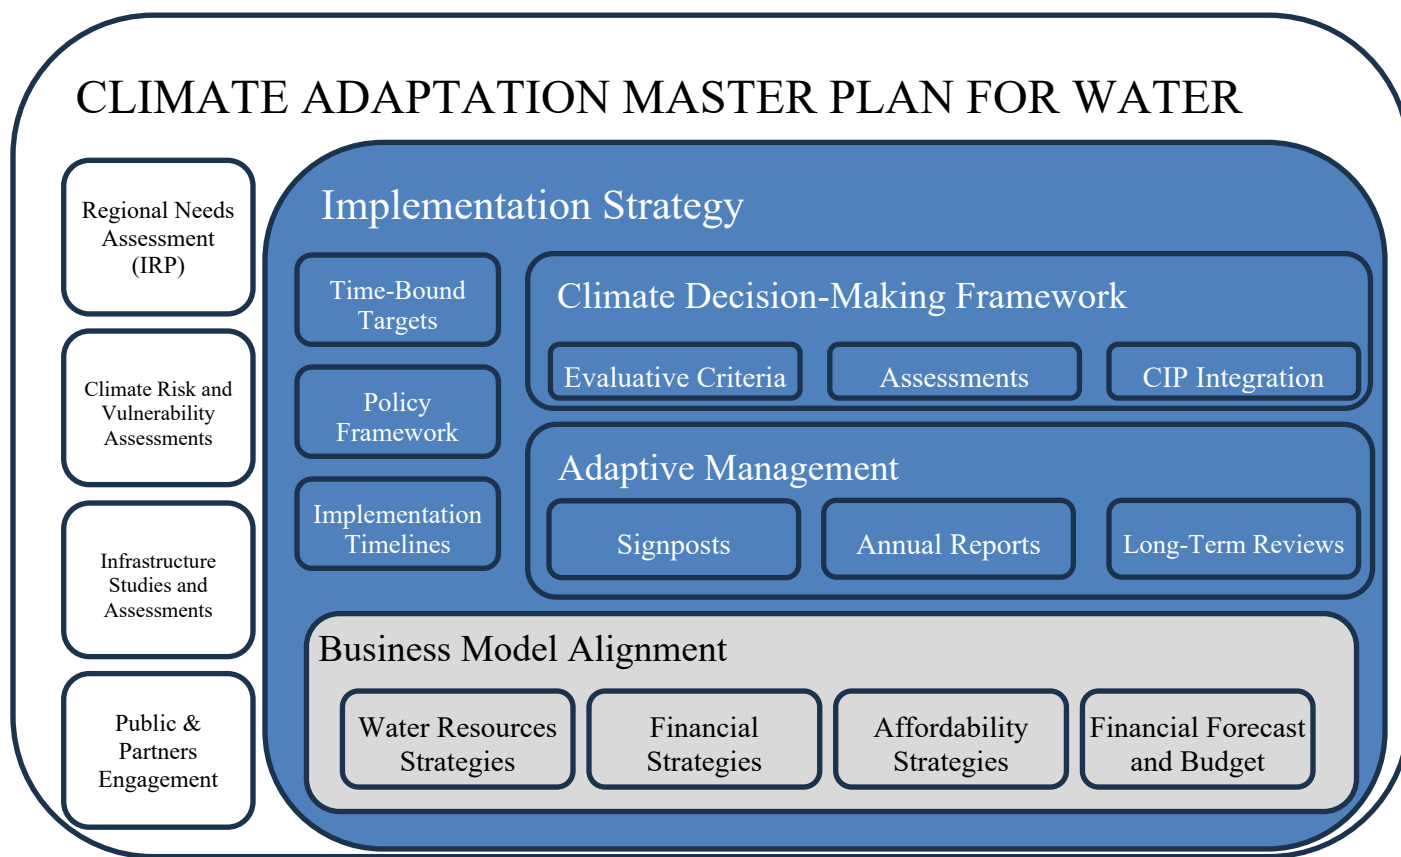 CLIMATE ADAPTATION MASTER PLAN FOR WATER
Regional Needs
Assessment
(IRP)
Climate Risk and
Vulnerability
Assessments
Infrastructure
Studies and
Assessments
Public &
Partners
Engagement
Implementation Strategy
Time-Bound
Targets
Policy
Framework
Implementation
Timelines
Climate Decision-Making Framework
Evaluative Criteria
Assessments
CIP Integration
Adaptive Management
Signposts
Annual Reports
Long-Term Reviews
Business Model Alignment
Water Resources
Strategies
Financial
Strategies
Affordability
Strategies
Financial Forecast
and Budget